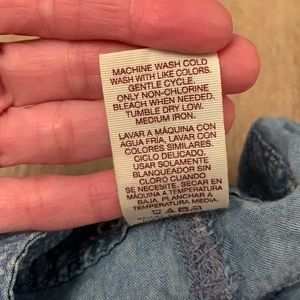 MACHINE WASH COLD
WASH WITH LIKE COLORS.
GENTLE CYCLE.
ONLY NON-CHLORINE
BLEACH WHEN NEEDED.
TUMBLE DRY LOW.
MEDIUM IRON.
LAVAR A MÁQUINA CON
AGUA FRÍA, LAVAR CON
COLORES SIMILARES.
CICLO DELICADO.
USAR SOLAMENTE
BLANQUEADOR SIN
CLORO CUANDO
SE NECESITE. SECAR EN
MÁQUINA A TEMPERATURA
BAJA. PLANCHAR A
TEMPERATURA MEDIA.